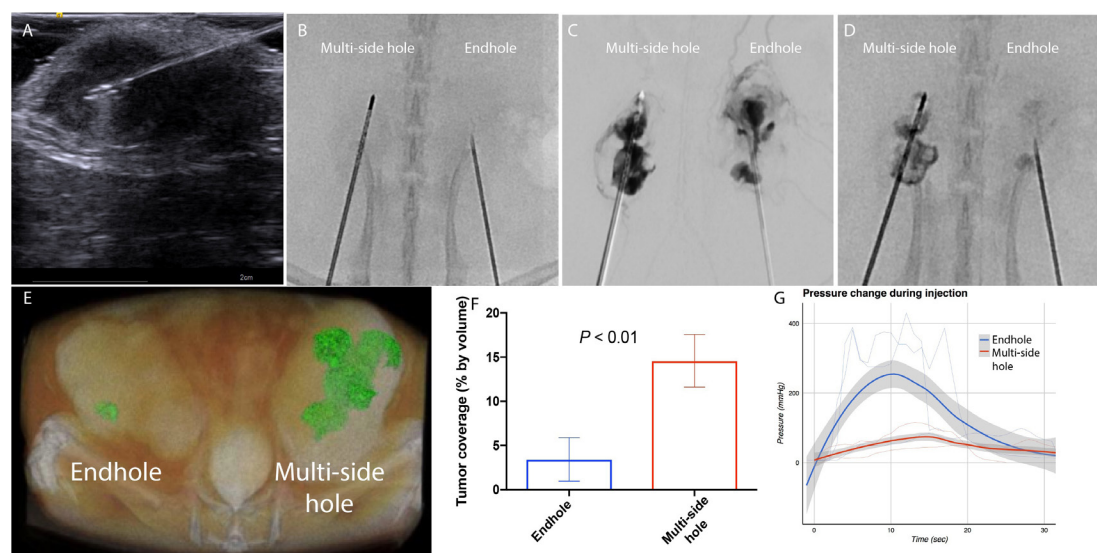 A
2cm
B
Multi-side hole
Endhole
C
Multi-side hole
Endhole
D
Multi-side hole
Endhole
E
Endhole
Multi-side
hole
F
Tumor coverage (% by volume)
20
15
10
5
0
P < 0.01
Endhole
Multi-side
hole
G
Pressure change during injection
Pressure (mmHg)
400
200
0
Endhole
Multi-side
hole
0
10
20
30
Time (sec)